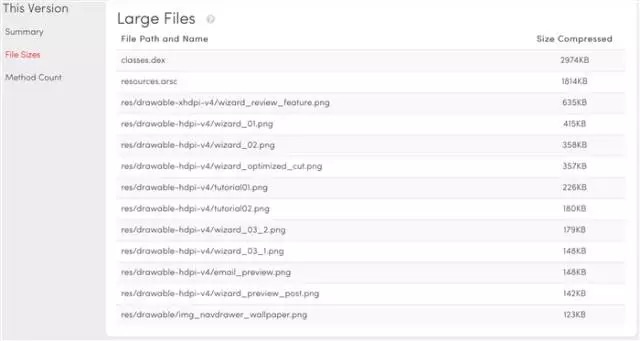 This Version
Summary
File Sizes
Method Count
Large Files ?
File Path and Name Size Compressed
classes.dex 2974KB
resources.arsc 1814KB
res/drawable-xhdpi-v4/wizard_review_feature.png 635KB
res/drawable-hdpi-v4/wizard_01.png 415KB
res/drawable-hdpi-v4/wizard_02.png 358KB
res/drawable-hdpi-v4/wizard_optimized_cut.png 357KB
res/drawable-hdpi-v4/tutorial01.png 226KB
res/drawable-hdpi-v4/tutorial02.png 180KB
res/drawable-hdpi-v4/wizard_03_2.png 179KB
res/drawable-hdpi-v4/wizard_03_1.png 148KB
res/drawable-hdpi-v4/email_preview.png 148KB
res/drawable-hdpi-v4/wizard_preview_post.png 142KB
res/drawable/img_navdrawer_wallpaper.png 123KB